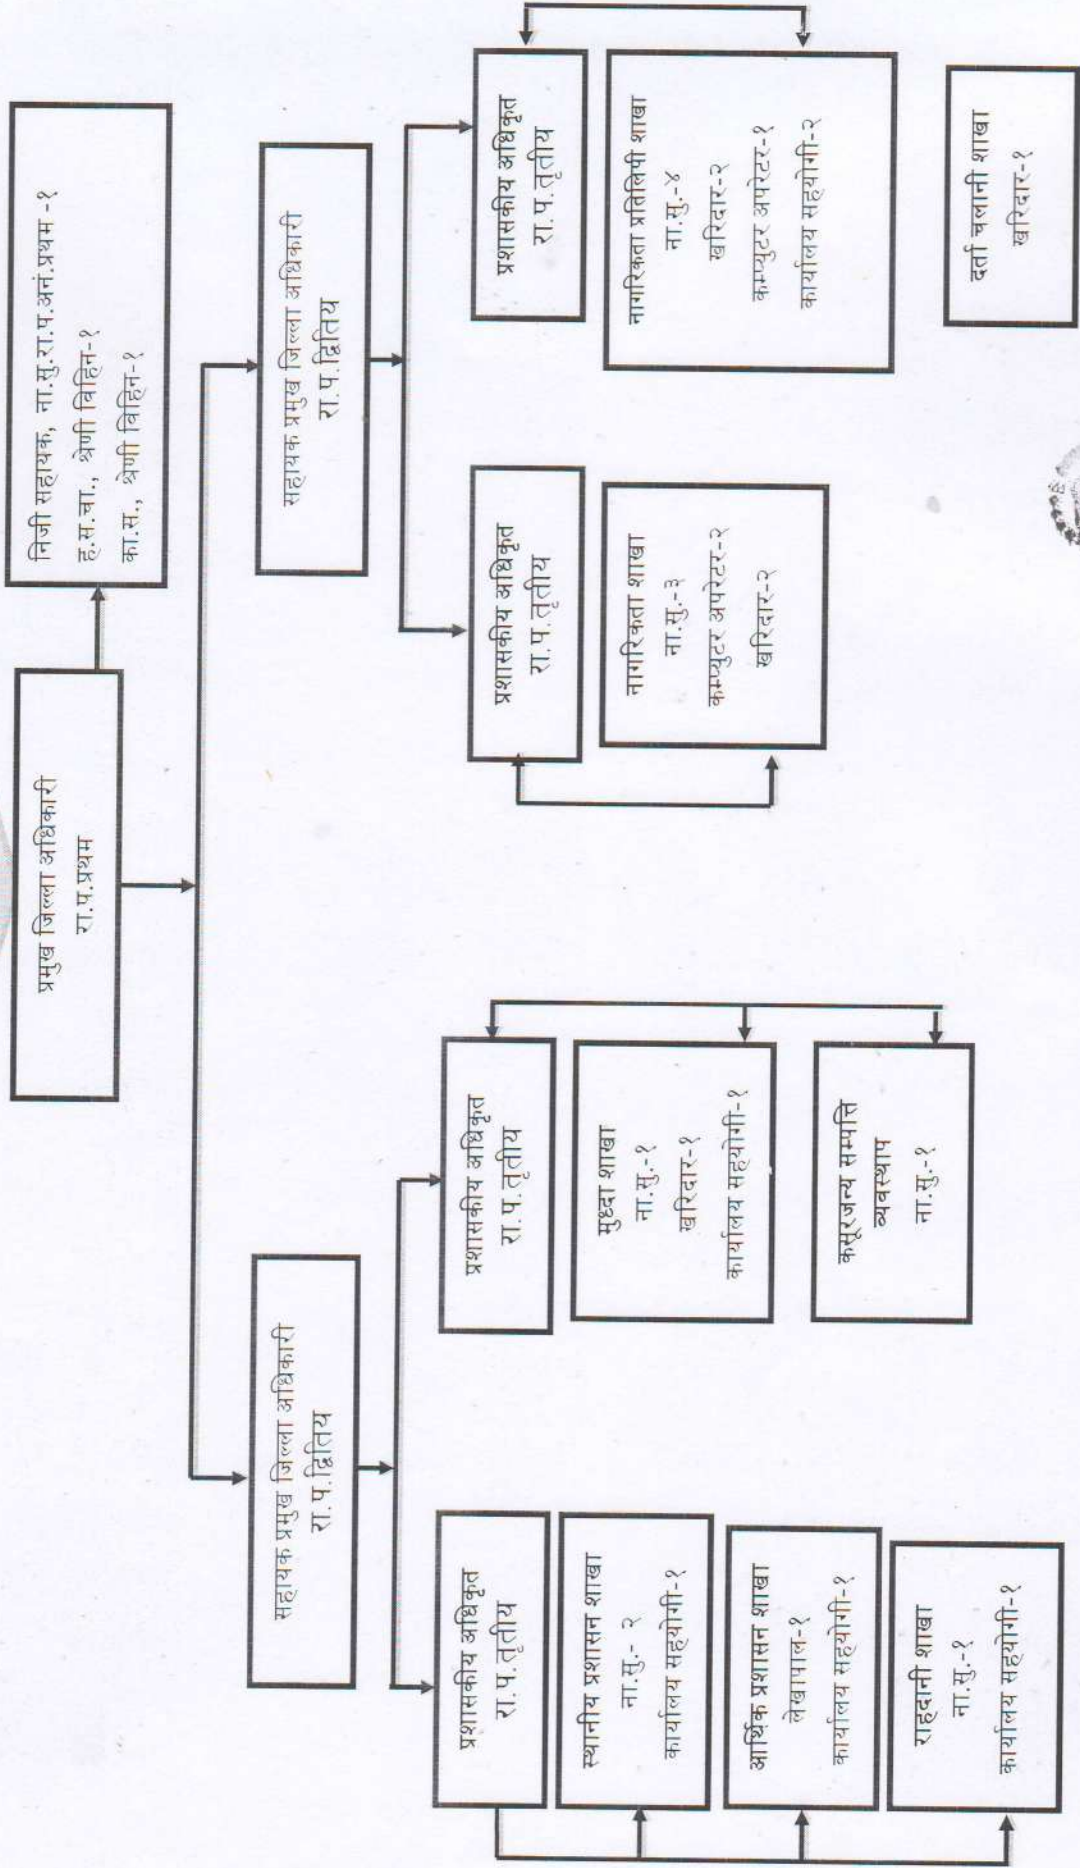 प्रमुख जिल्ला अधिकारी
रा.प.प्रथम
निजी सहायक, ना.सु.रा.प.अनं.प्रथम -१
ह.स.चा., श्रेणी विहिन-१
का.स., श्रेणी विहिन-१
सहायक प्रमुख जिल्ला अधिकारी
रा.प.द्वितिय
सहायक प्रमुख जिल्ला अधिकारी
रा.प.द्वितिय
प्रशासकीय अधिकृत
रा.प.तृतीय
स्थानीय प्रशासन शाखा
ना.सु.- २
कार्यालय सहयोगी-१
आर्थिक प्रशासन शाखा
लेखापाल-१
कार्यालय सहयोगी-१
राहदानी शाखा
ना.सु.-१
कार्यालय सहयोगी-१
प्रशासकीय अधिकृत
रा.प.तृतीय
मुद्दा शाखा
ना.सु.-१
खरिदार-१
कार्यालय सहयोगी-१
कसूरजन्य सम्पत्ति
व्यवस्थाप
ना.सु.-१
प्रशासकीय अधिकृत
रा.प.तृतीय
नागरिकता शाखा
ना.सु.-३
कम्प्युटर अपरेटर-२
खरिदार-२
प्रशासकीय अधिकृत
रा.प.तृतीय
नागरिकता प्रतिलिपी शाखा
ना.सु.-४
खरिदार-२
कम्प्युटर अपरेटर-१
कार्यालय सहयोगी-२
दर्ता चलानी शाखा
खरिदार-१